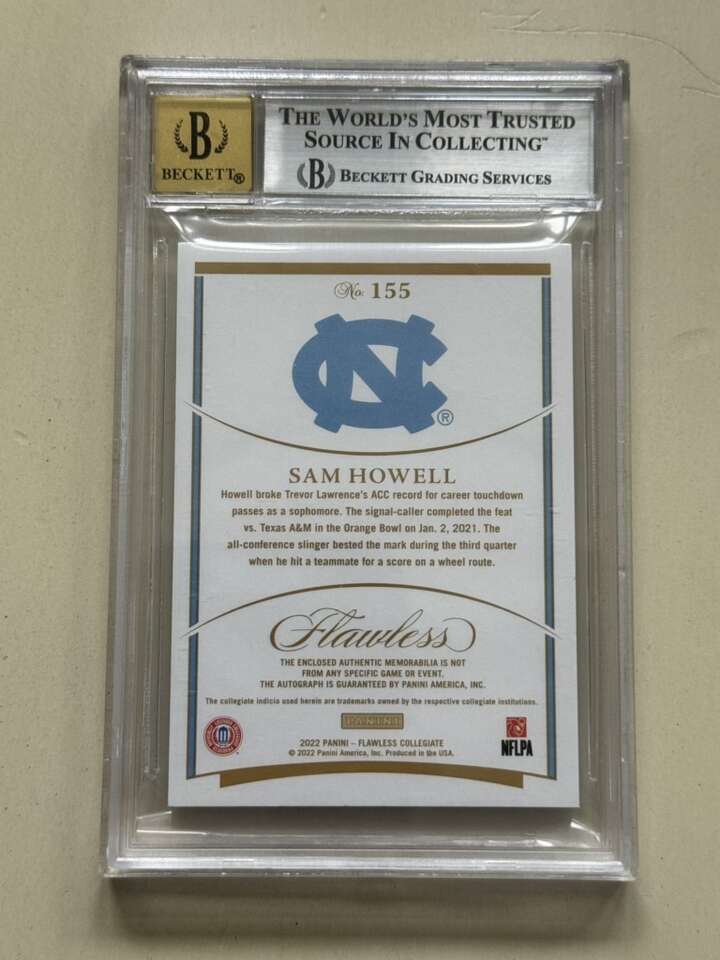 B
BECKETT®
THE WORLD'S MOST TRUSTED
SOURCE IN COLLECTING™
(B) BECKETT GRADING SERVICES
No. 155
NC®
SAM HOWELL
Howell broke Trevor Lawrence's ACC record for career touchdown
passes as a sophomore. The signal-caller completed the feat
vs. Texas A&M in the Orange Bowl on Jan. 2, 2021. The
all-conference slinger bested the mark during the third quarter
when he hit a teammate for a score on a wheel route.
Flawless
THE ENCLOSED AUTHENTIC MEMORABILIA IS NOT
FROM ANY SPECIFIC GAME OR EVENT.
THE AUTOGRAPH IS GUARANTEED BY PANINI AMERICA, INC.
The collegiate indicia used herein are trademarks owned by the respective collegiate institutions.
PANINI
NFLPA
2022 PANINI – FLAWLESS COLLEGIATE
© 2022 Panini America, Inc. Produced in the USA.